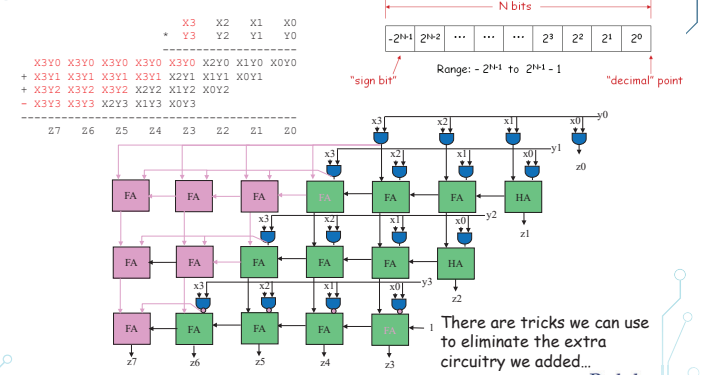 X3 X2 X1 X0
* Y3 Y2 Y1 Y0
--------------------
X3Y0 X3Y0 X3Y0 X3Y0 X3Y0 X2Y0 X1Y0 X0Y0
+ X3Y1 X3Y1 X3Y1 X3Y1 X2Y1 X1Y1 X0Y1
+ X3Y2 X3Y2 X3Y2 X2Y2 X1Y2 X0Y2
- X3Y3 X3Y3 X2Y3 X1Y3 X0Y3
-----------------------------------------
Z7 Z6 Z5 Z4 Z3 Z2 Z1 Z0
N bits
-2ᴺ⁻¹ 2ᴺ⁻² … … … 2³ 2² 2¹ 2⁰
"sign bit" Range: - 2ᴺ⁻¹ to 2ᴺ⁻¹ - 1 "decimal" point
x3 x2 x1 x0 y0
x3 x2 x1 x0 y1
z0
FA FA FA FA FA FA HA
z1
x3 x2 x1 x0 y2
FA FA FA FA FA HA
z2
x3 x2 x1 x0 y3
FA FA FA FA FA 1
z7 z6 z5 z4 z3
There are tricks we can use
to eliminate the extra
circuitry we added...